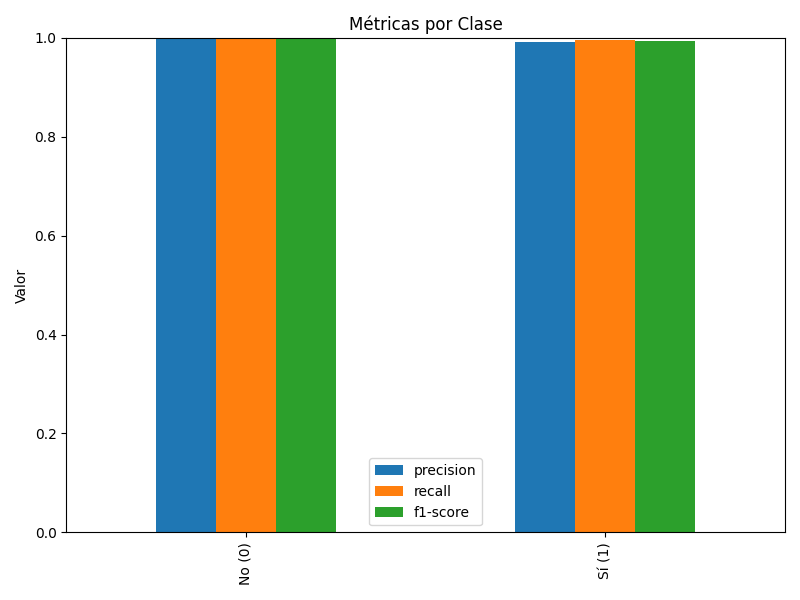 Métricas por Clase
Valor
1.0
0.8
0.6
0.4
0.2
0.0
precision
recall
f1-score
No (0)
Sí (1)